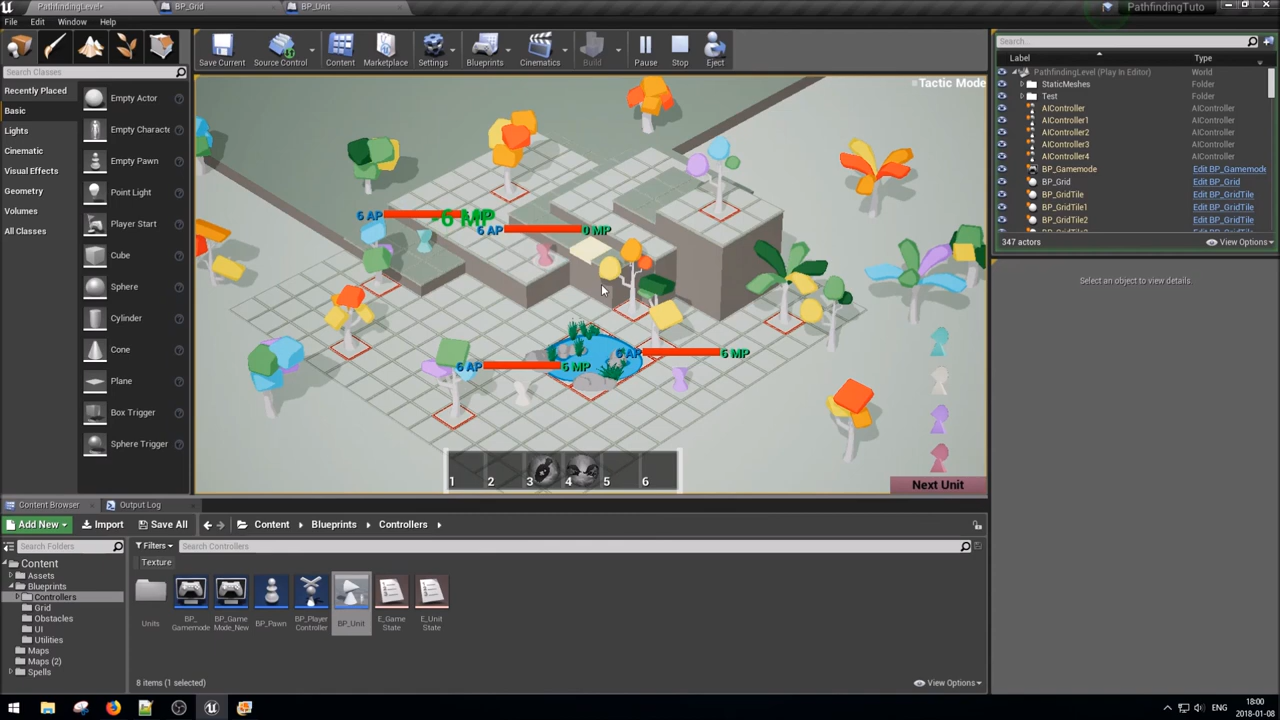 PathfindingLevel*
BP_Grid
BP_Unit
PathfindingTuto
File
Edit
Window
Help
Search Classes
Recently Placed
Basic
Lights
Cinematic
Visual Effects
Geometry
Volumes
All Classes
Empty Actor
Empty Characte
Empty Pawn
Point Light
Player Start
Cube
Sphere
Cylinder
Cone
Plane
Box Trigger
Sphere Trigger
Save Current
Source Control
Content
Marketplace
Settings
Blueprints
Cinematics
Build
Pause
Stop
Eject
Tactic Mode
6 AP
-6 MP
6 AP
0 MP
6 AP
6 MP
6 AP
6 MP
1 2 3 4 5 6
Next Unit
Search...
Label
Type
PathfindingLevel (Play In Editor) World
StaticMeshes Folder
Test Folder
AIController AIController
AIController1 AIController
AIController2 AIController
AIController3 AIController
AIController4 AIController
BP_Gamemode Edit BP_Gamemode
BP_Grid Edit BP_Grid
BP_GridTile Edit BP_GridTile
BP_GridTile1 Edit BP_GridTile
BP_GridTile2 Edit BP_GridTile
347 actors
View Options
Select an object to view details.
Content Browser
Output Log
Add New
Import
Save All
Content
Blueprints
Controllers
Search Folders
Filters
Search Controllers
Texture
Content
Assets
Blueprints
Controllers
Grid
Obstacles
UI
Utilities
Maps
Maps (2)
Spells
Units
BP_
Gamemode
BP_Game
Mode_New
BP_Pawn
BP_Player
Controller
BP_Unit
E_Game
State
E_Unit
State
8 items (1 selected)
View Options
ENG
18:00
2018-01-08